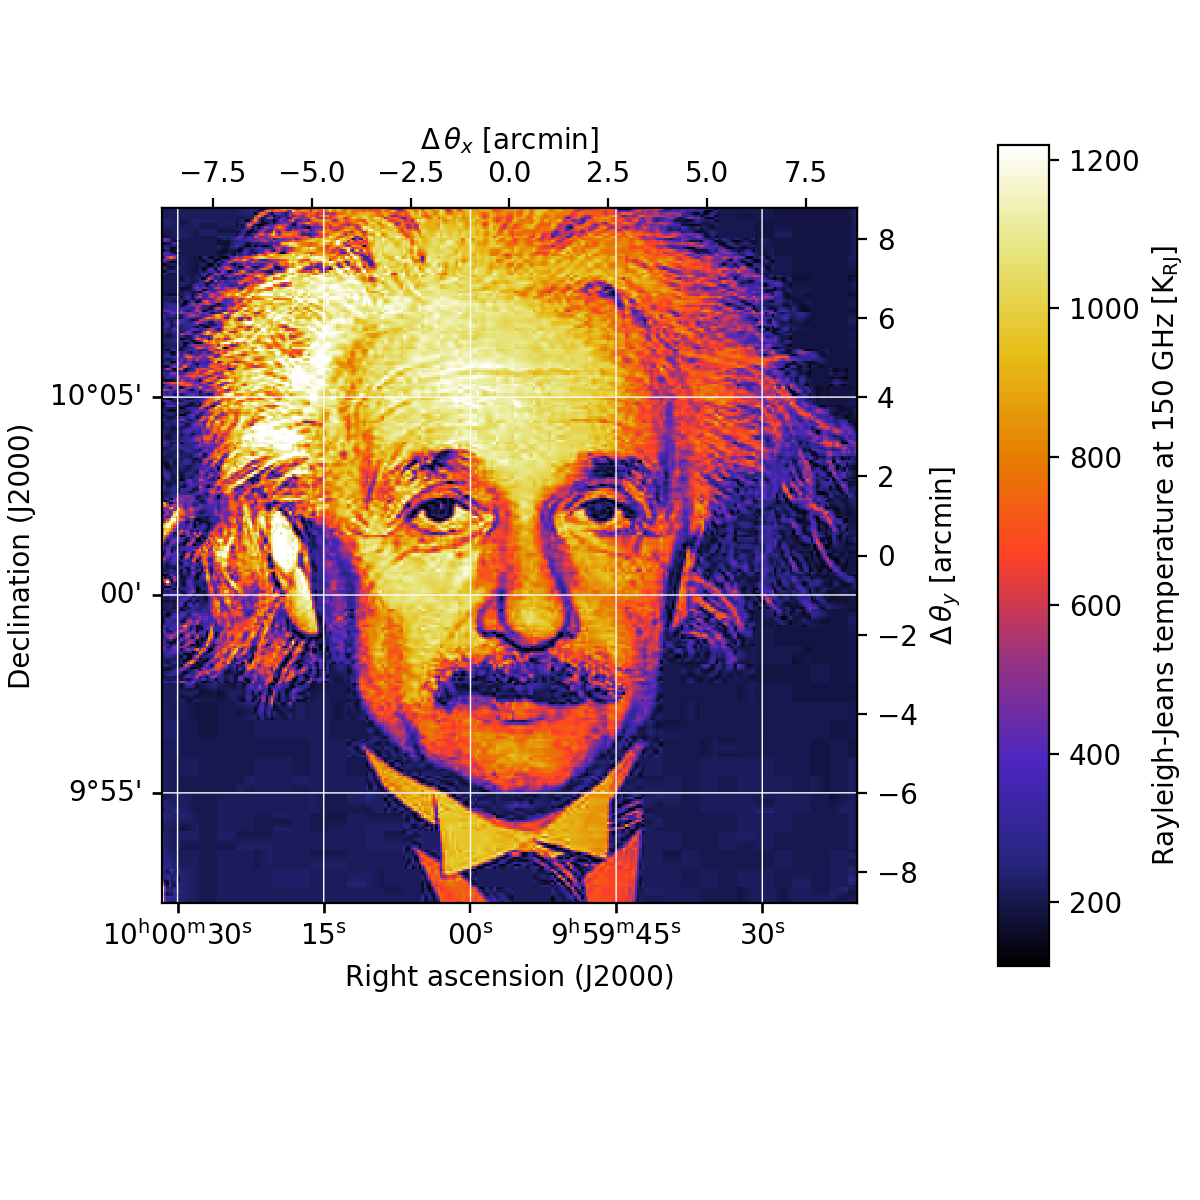 Δ θₓ [arcmin]
−7.5 −5.0 −2.5 0.0 2.5 5.0 7.5
8
6
4
2
0
−2
−4
−6
−8
Δ θ_y [arcmin]
10°05'
00'
9°55'
Declination (J2000)
10ʰ00ᵐ30ˢ 15ˢ 00ˢ 9ʰ59ᵐ45ˢ 30ˢ
Right ascension (J2000)
1200
1000
800
600
400
200
Rayleigh-Jeans temperature at 150 GHz [K_RJ]